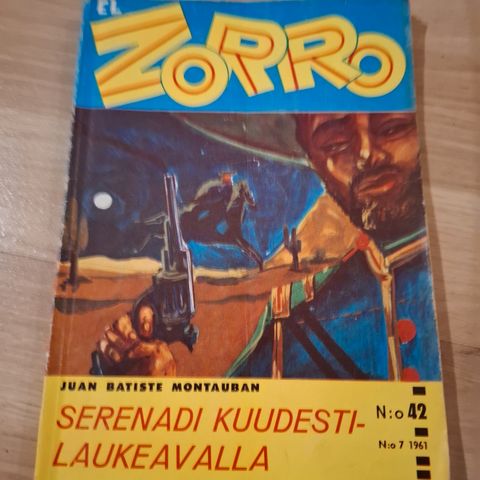 EL
ZORRO
JUAN BATISTE MONTAUBAN
SERENADI KUUDESTI-
LAUKEAVALLA
N:o 42
N:o 7 1961